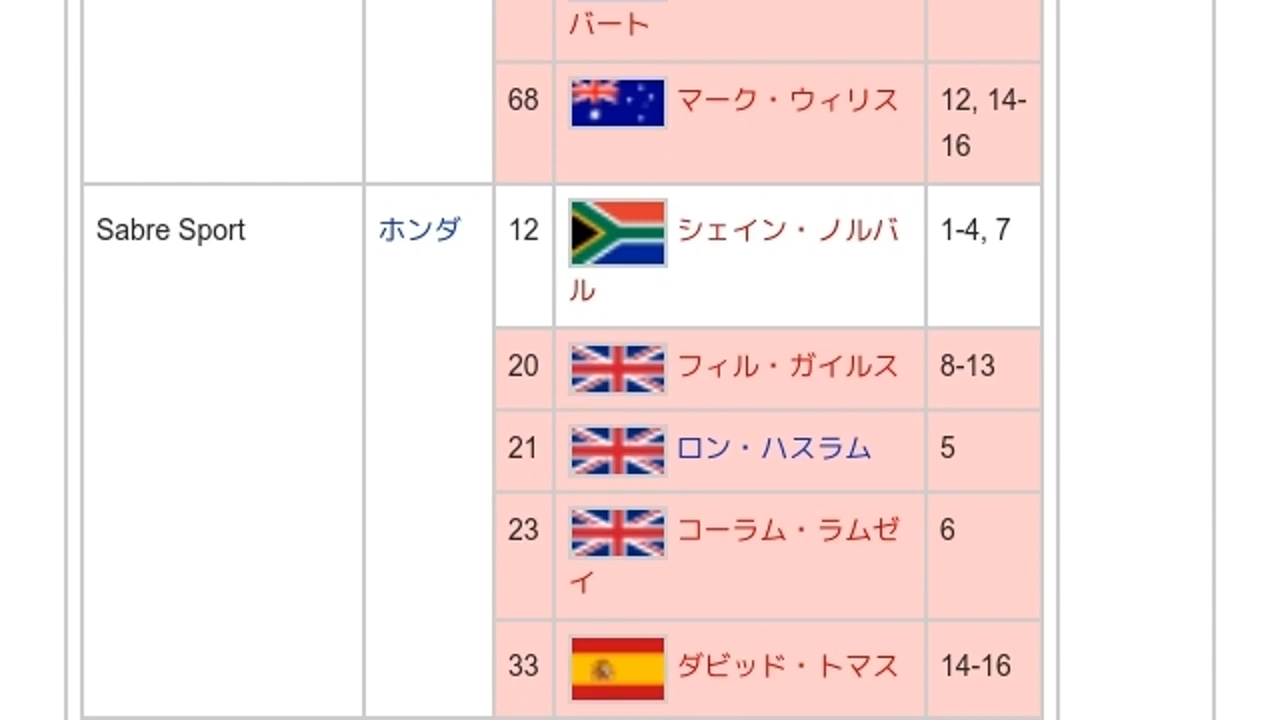 バート
68 マーク・ウィリス 12, 14-
16
Sabre Sport ホンダ 12 シェイン・ノルバ 1-4, 7
ル
20 フィル・ガイルス 8-13
21 ロン・ハスラム 5
23 コーラム・ラムゼ 6
イ
33 ダビッド・トマス 14-16